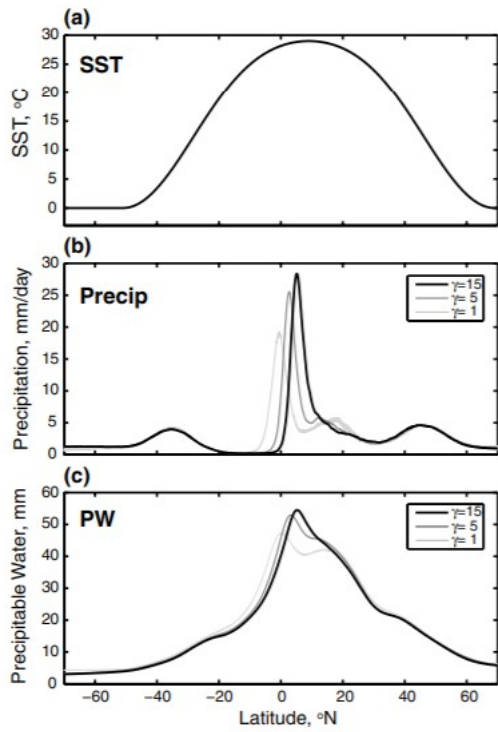 (a)
SST
SST, °C
30
25
20
15
10
5
0
(b)
Precip
Precipitation, mm/day
30
25
20
15
10
5
0
γ=15
γ= 5
γ= 1
(c)
PW
Precipitable Water, mm
60
50
40
30
20
10
0
γ=15
γ= 5
γ= 1
−60 −40 −20 0 20 40 60
Latitude, °N